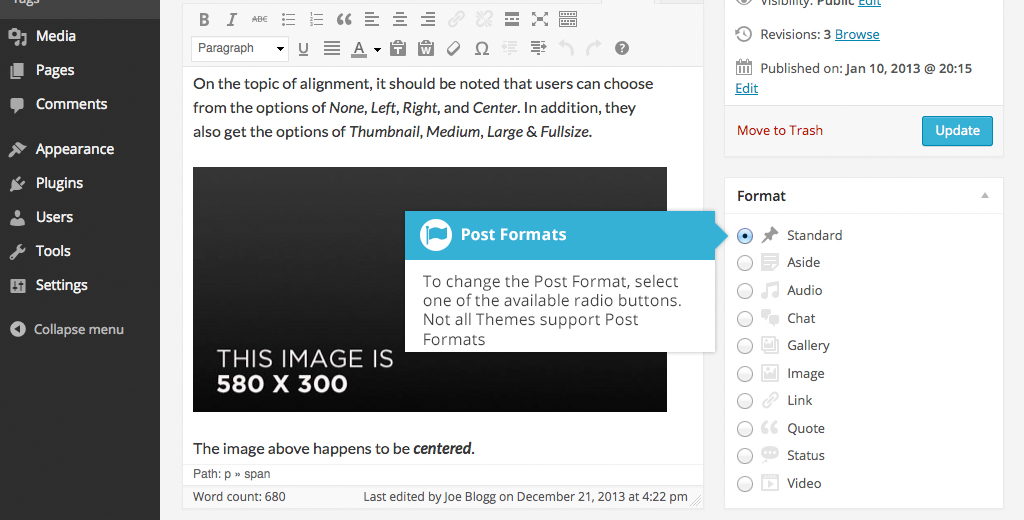 Tags
Media
Pages
Comments
Appearance
Plugins
Users
Tools
Settings
Collapse menu
B I ABC
Paragraph U A T W Ω ?
On the topic of alignment, it should be noted that users can choose
from the options of None, Left, Right, and Center. In addition, they
also get the options of Thumbnail, Medium, Large & Fullsize.
THIS IMAGE IS
580 X 300
Post Formats
To change the Post Format, select
one of the available radio buttons.
Not all Themes support Post
Formats
The image above happens to be centered.
Path: p » span
Word count: 680 Last edited by Joe Blogg on December 21, 2013 at 4:22 pm
Visibility: Public Edit
Revisions: 3 Browse
Published on: Jan 10, 2013 @ 20:15
Edit
Move to Trash Update
Format
Standard
Aside
Audio
Chat
Gallery
Image
Link
Quote
Status
Video